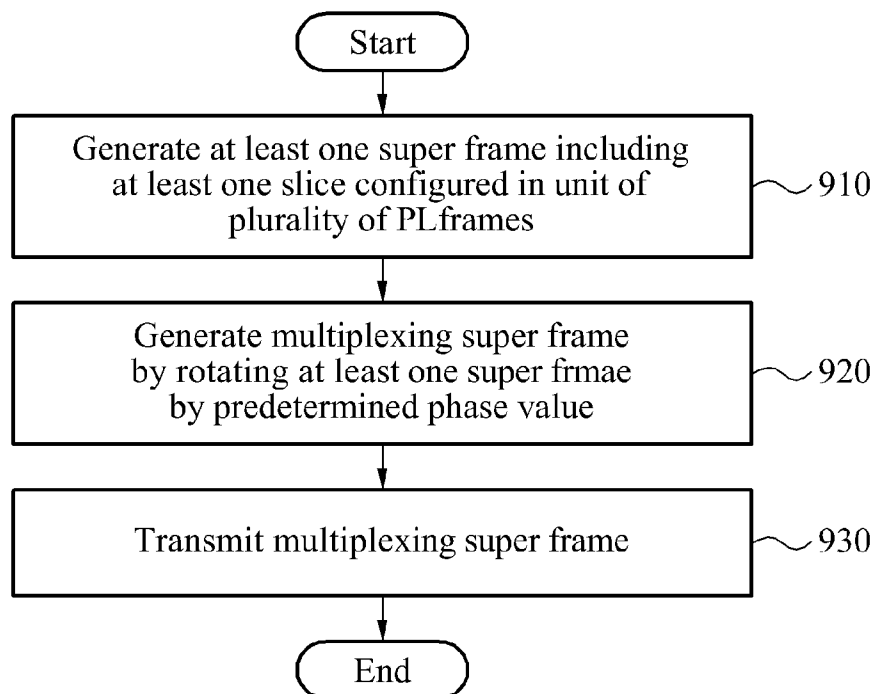 Start
Generate at least one super frame including
at least one slice configured in unit of
plurality of PLframes
910
Generate multiplexing super frame
by rotating at least one super frmae
by predetermined phase value
920
Transmit multiplexing super frame
930
End